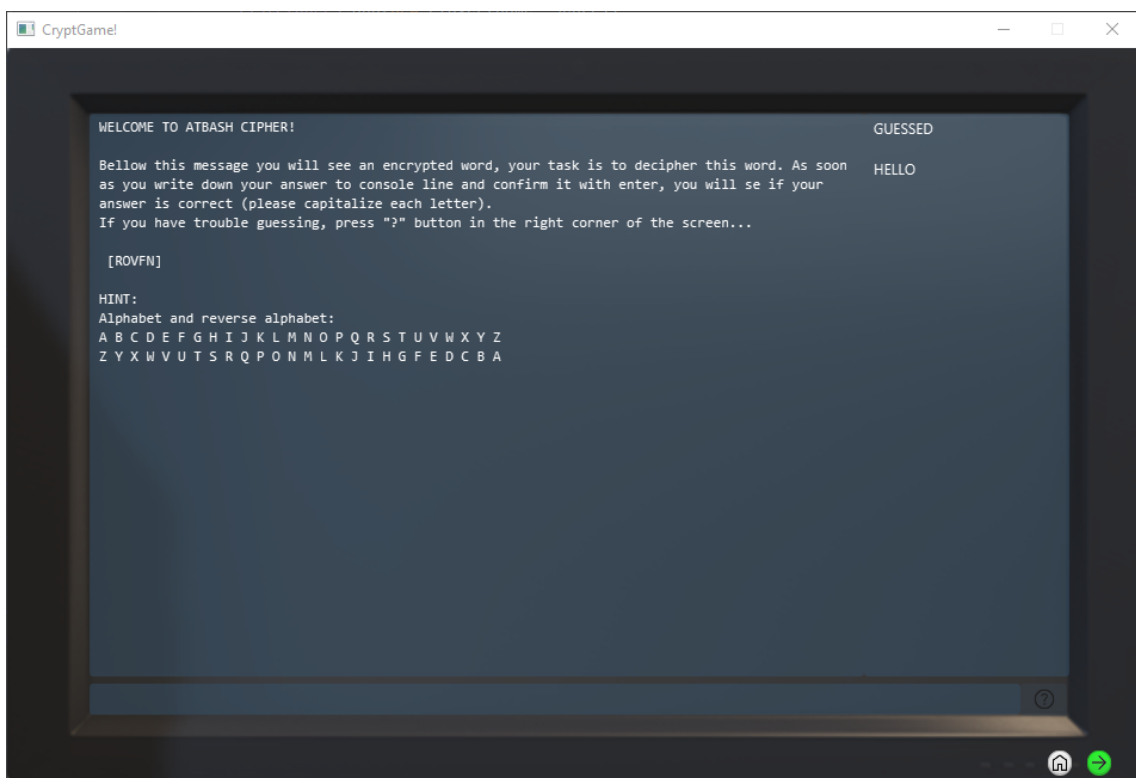 CryptGame!
WELCOME TO ATBASH CIPHER!
GUESSED
Bellow this message you will see an encrypted word, your task is to decipher this word. As soon
as you write down your answer to console line and confirm it with enter, you will se if your
answer is correct (please capitalize each letter).
If you have trouble guessing, press "?" button in the right corner of the screen...
HELLO
[ROVFN]
HINT:
Alphabet and reverse alphabet:
A B C D E F G H I J K L M N O P Q R S T U V W X Y Z
Z Y X W V U T S R Q P O N M L K J I H G F E D C B A
?